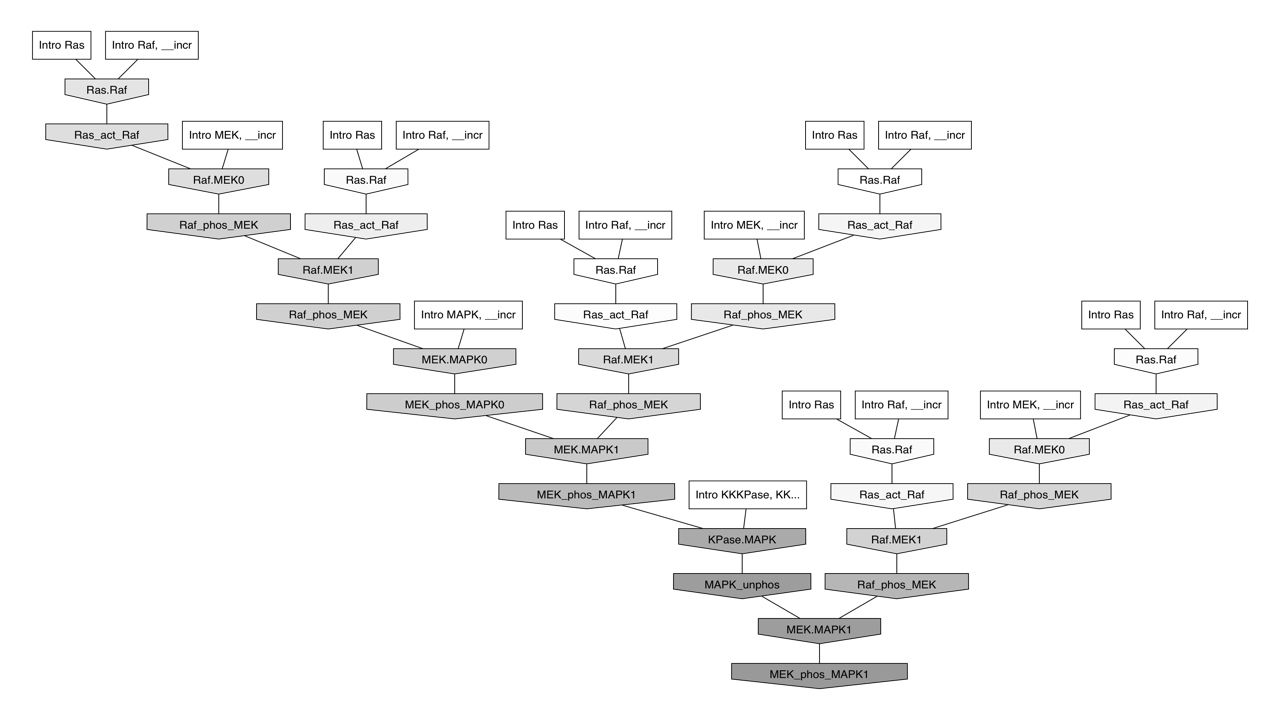 Intro Ras
Intro Raf, __incr
Ras.Raf
Ras_act_Raf
Intro MEK, __incr
Intro Ras
Intro Raf, __incr
Intro Ras
Intro Raf, __incr
Raf.MEK0
Ras.Raf
Ras.Raf
Raf_phos_MEK
Ras_act_Raf
Intro Ras
Intro Raf, __incr
Intro MEK, __incr
Ras_act_Raf
Raf.MEK1
Ras.Raf
Raf.MEK0
Raf_phos_MEK
Intro MAPK, __incr
Ras_act_Raf
Raf_phos_MEK
Intro Ras
Intro Raf, __incr
MEK.MAPK0
Raf.MEK1
Ras.Raf
MEK_phos_MAPK0
Raf_phos_MEK
Intro Ras
Intro Raf, __incr
Intro MEK, __incr
Ras_act_Raf
MEK.MAPK1
Ras.Raf
Raf.MEK0
MEK_phos_MAPK1
Intro KKKPase, KK...
Ras_act_Raf
Raf_phos_MEK
KPase.MAPK
Raf.MEK1
MAPK_unphos
Raf_phos_MEK
MEK.MAPK1
MEK_phos_MAPK1